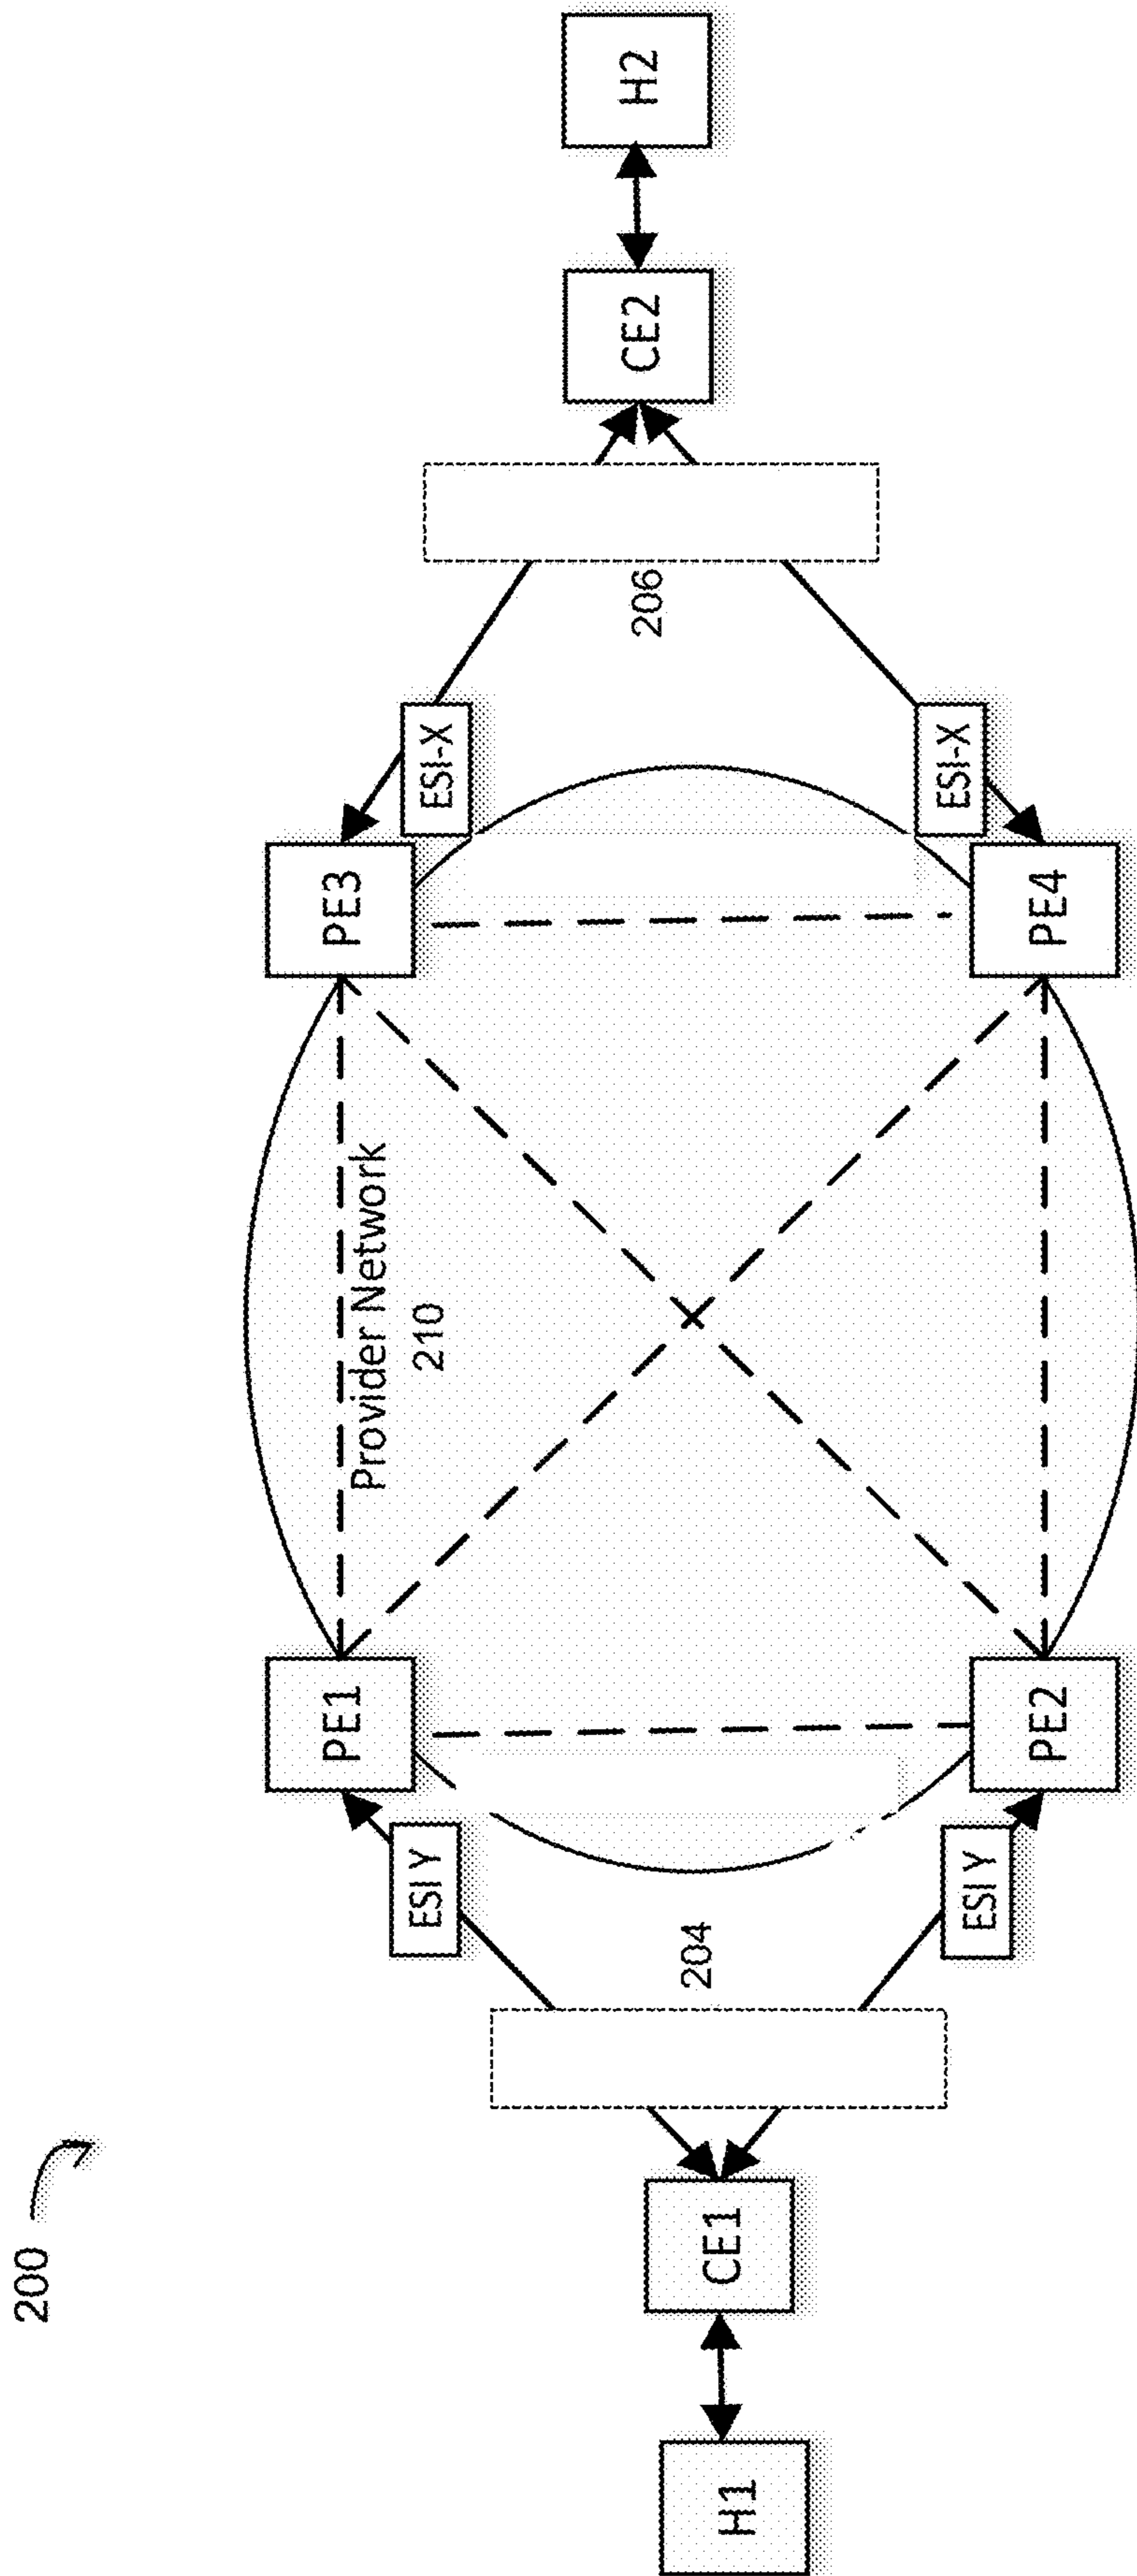 200
H1
CE1
204
ESI Y
ESI Y
PE1
PE2
Provider Network
210
PE3
PE4
ESI-X
ESI-X
206
CE2
H2